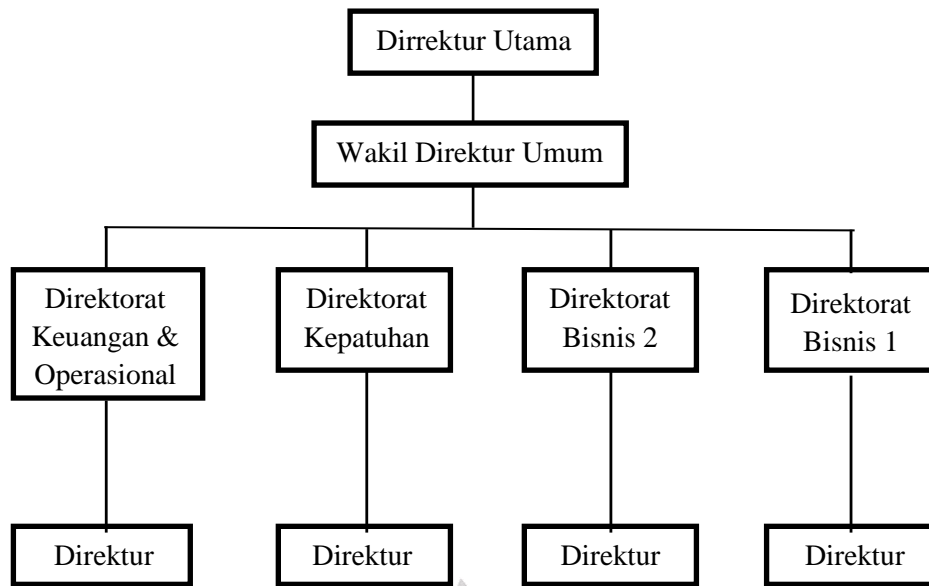 Dirrektur Utama
Wakil Direktur Umum
Direktorat
Keuangan &
Operasional
Direktorat
Kepatuhan
Direktorat
Bisnis 2
Direktorat
Bisnis 1
Direktur
Direktur
Direktur
Direktur